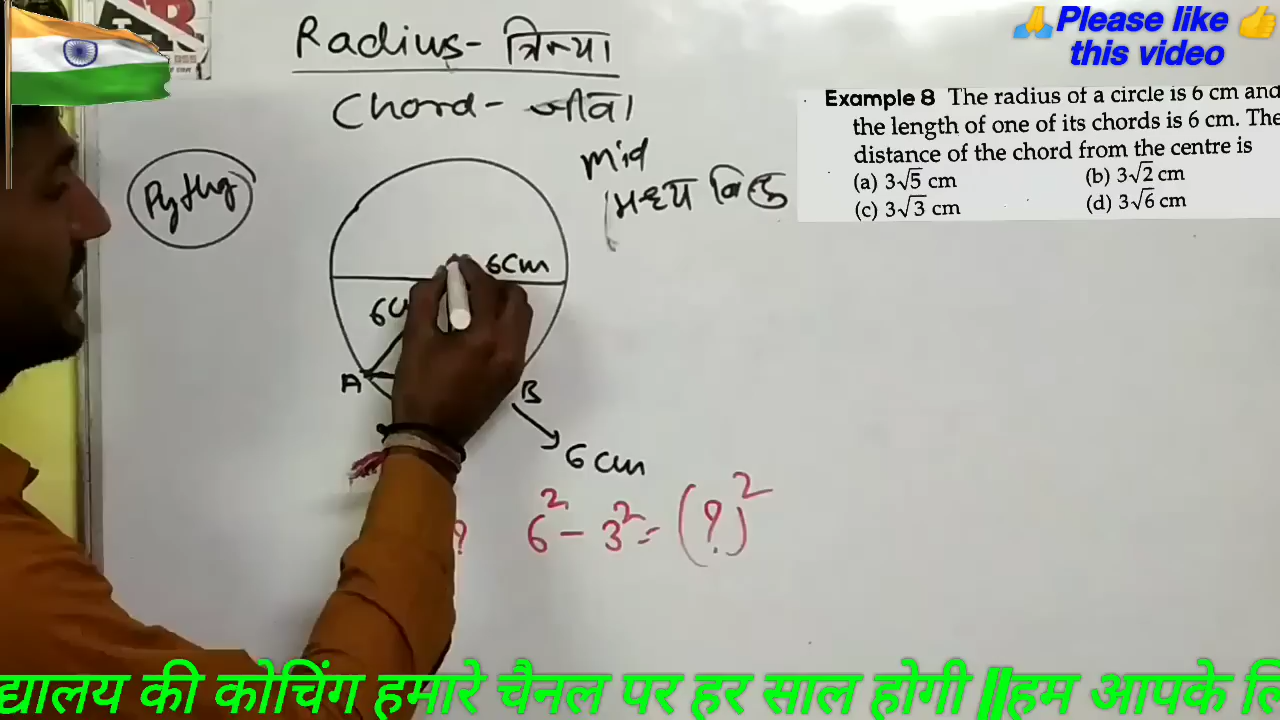 Radius- त्रिज्या
Chord- जीवा
Mid
मध्य बिन्दु
Pythg
6cm
6c
A
B
6 cm
?
6² - 3² = (?)²
🙏Please like👍
this video
Example 8 The radius of a circle is 6 cm and
the length of one of its chords is 6 cm. The
distance of the chord from the centre is
(a) 3√5 cm (b) 3√2 cm
(c) 3√3 cm (d) 3√6 cm
द्यालय की कोचिंग हमारे चैनल पर हर साल होगी ||हम आपके लि